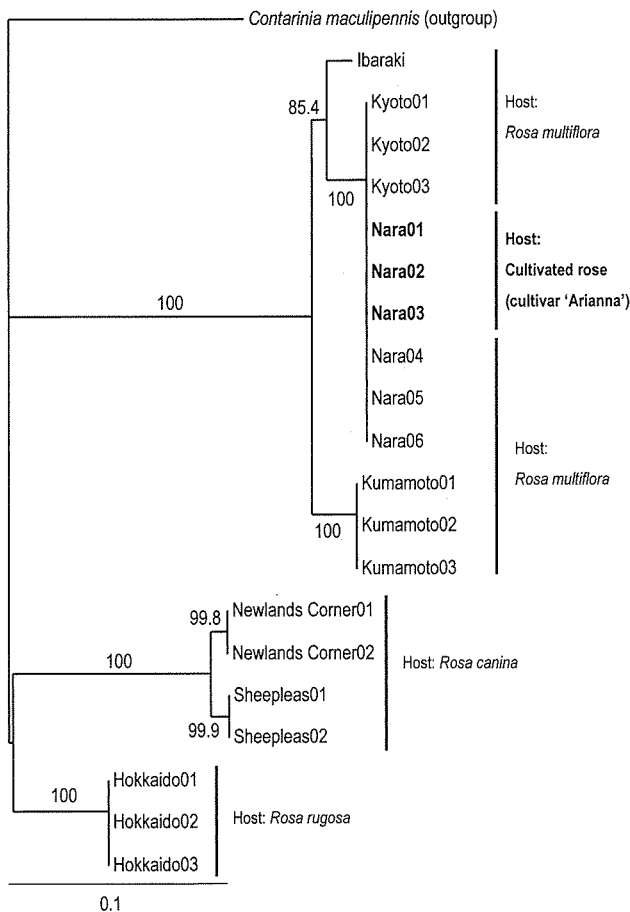 Contarinia maculipennis (outgroup)
Ibaraki
85.4
Kyoto01
Kyoto02
Kyoto03
100
Host:
Rosa multiflora
Nara01
Nara02
Nara03
Host:
Cultivated rose
(cultivar ‘Arianna’)
100
Nara04
Nara05
Nara06
Kumamoto01
Kumamoto02
Kumamoto03
100
Host:
Rosa multiflora
Newlands Corner01
99.8
Newlands Corner02
100
Sheepleas01
Sheepleas02
99.9
Host: Rosa canina
Hokkaido01
100
Hokkaido02
Hokkaido03
Host: Rosa rugosa
0.1